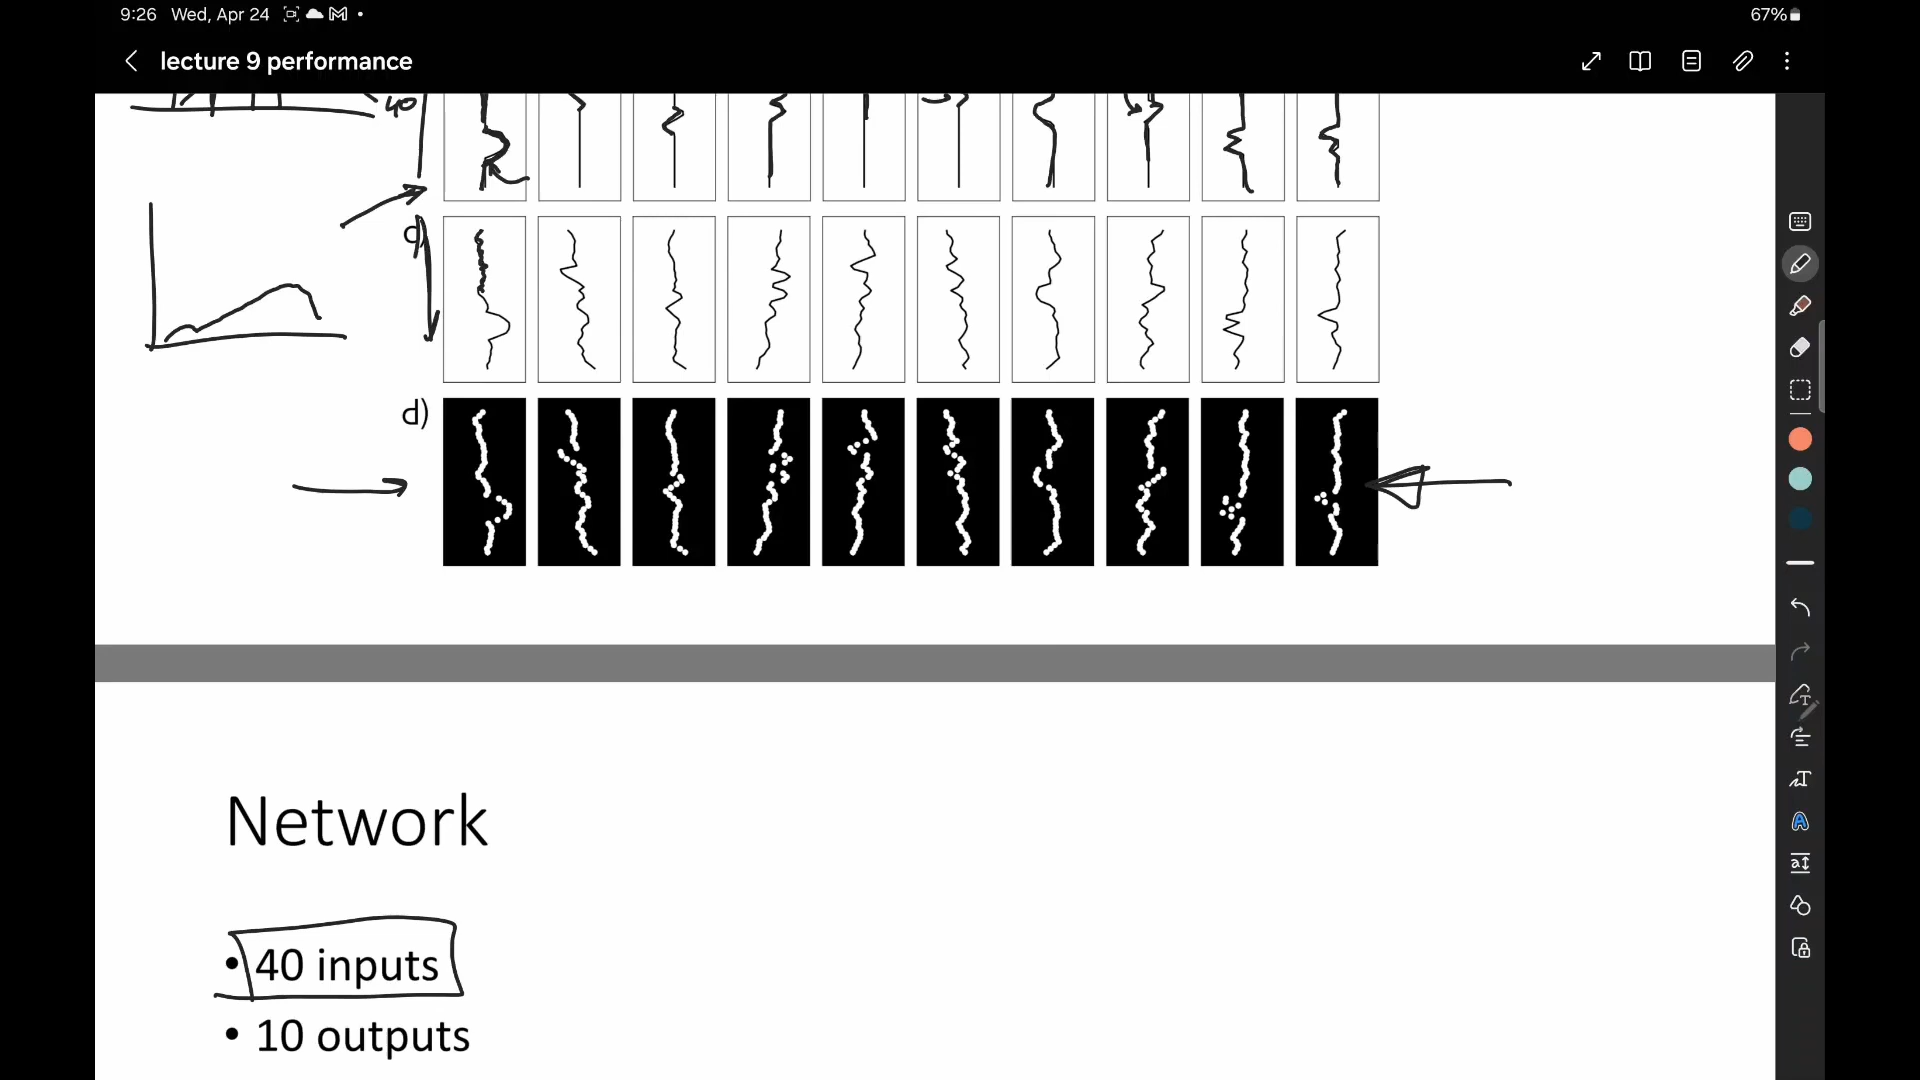 9:26 Wed, Apr 24
67%
lecture 9 performance
40
c)
d)
Network
• 40 inputs
• 10 outputs